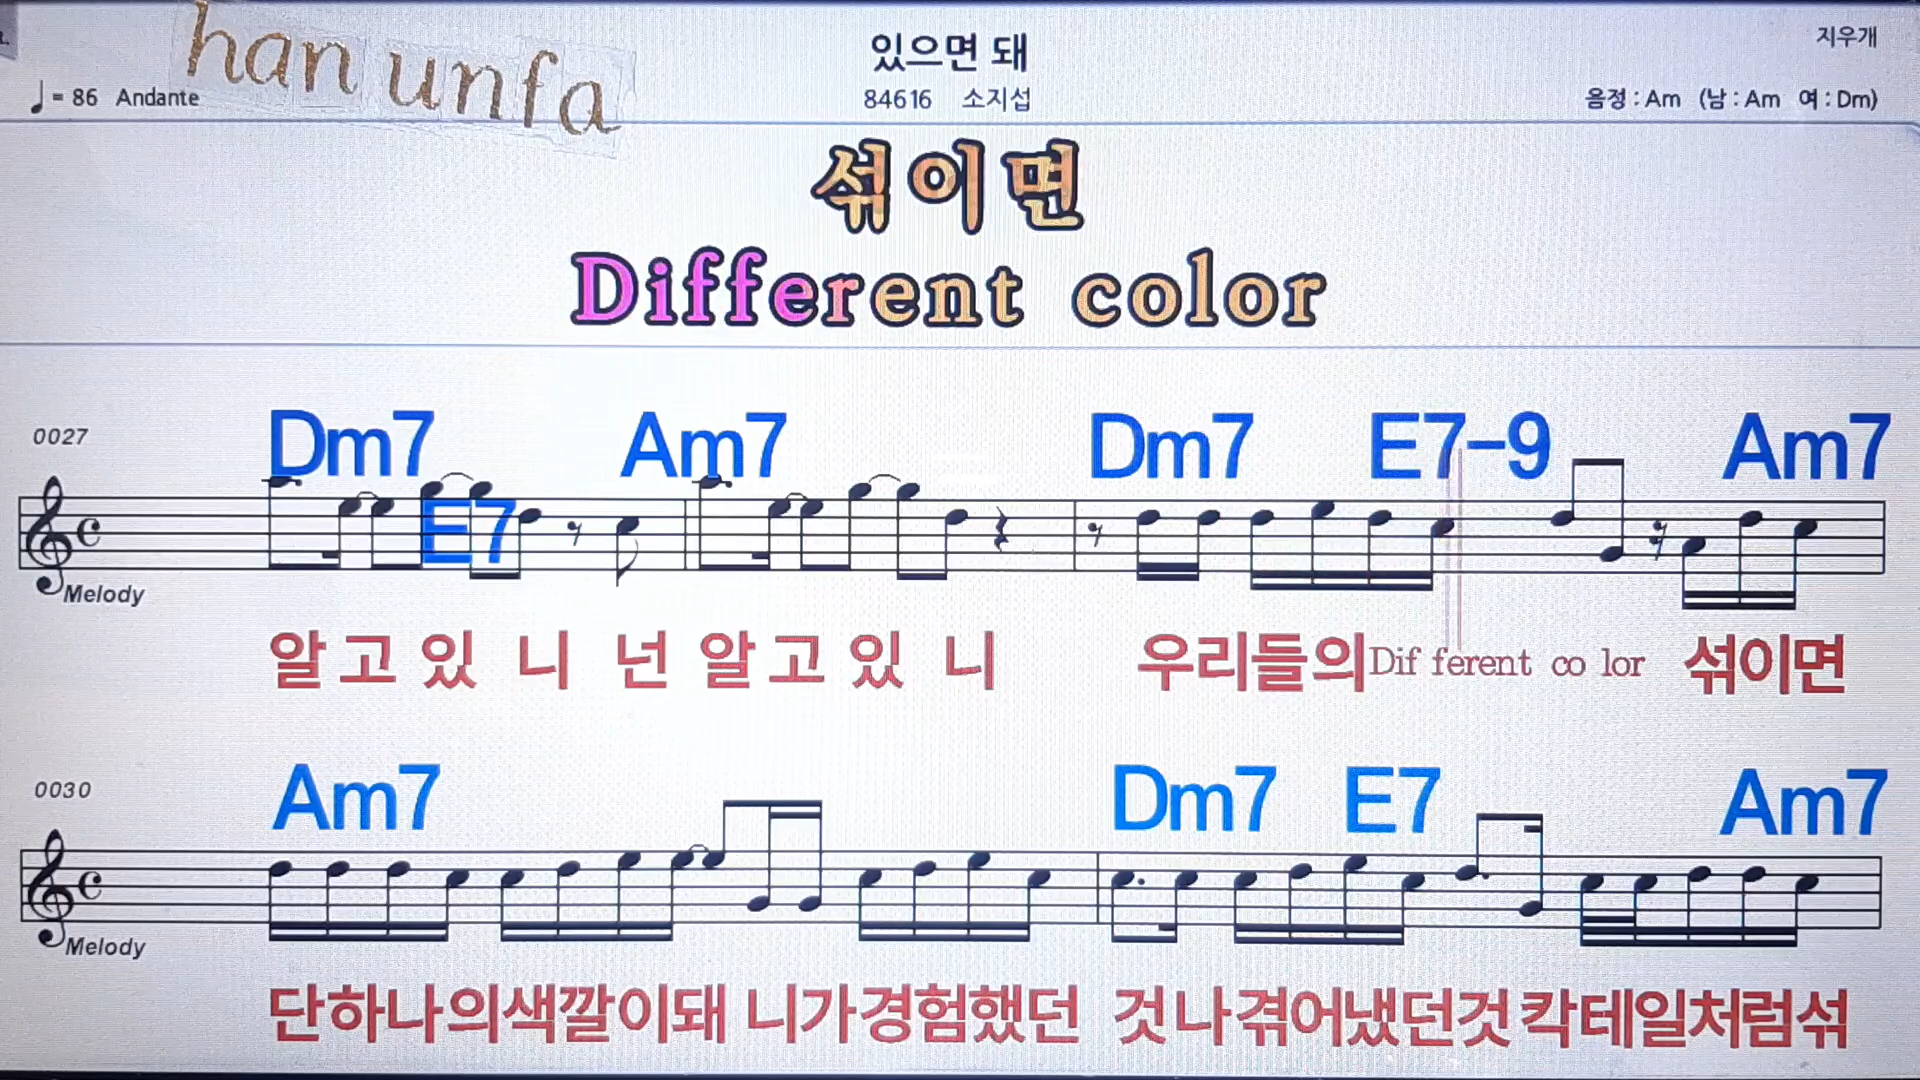 han unfa
있으면 돼
지우개
♩= 86 Andante
84616 소지섭
음정 : Am (남 : Am 여 : Dm)
섞이면
Different color
0027
Dm7 E7 Am7 Dm7 E7-9 Am7
Melody
알고 있 니 넌 알고 있 니 우리들의 Dif ferent co lor 섞이면
0030
Am7 Dm7 E7 Am7
Melody
단하나의색깔이돼 니가경험했던 것나겪어냈던것 칵테일처럼섞